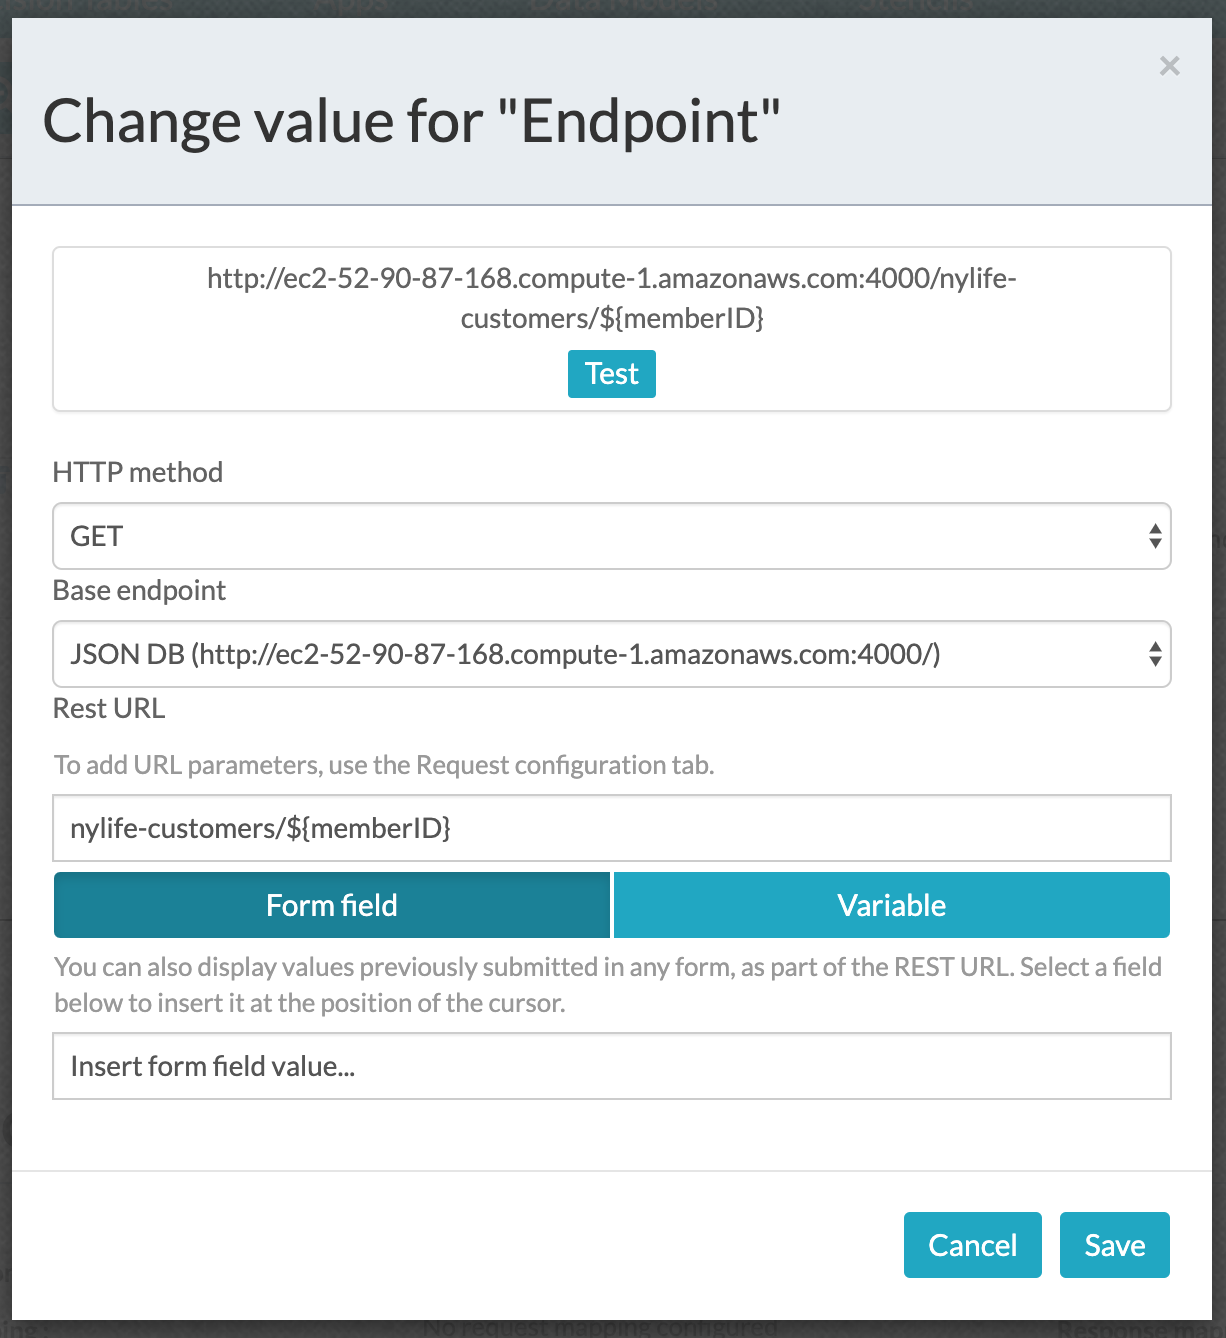 ×
Change value for "Endpoint"
http://ec2-52-90-87-168.compute-1.amazonaws.com:4000/nylife-
customers/${memberID}
Test
HTTP method
GET
Base endpoint
JSON DB (http://ec2-52-90-87-168.compute-1.amazonaws.com:4000/)
Rest URL
To add URL parameters, use the Request configuration tab.
nylife-customers/${memberID}
Form field Variable
You can also display values previously submitted in any form, as part of the REST URL. Select a field
below to insert it at the position of the cursor.
Insert form field value...
Cancel Save
No request mapping configured